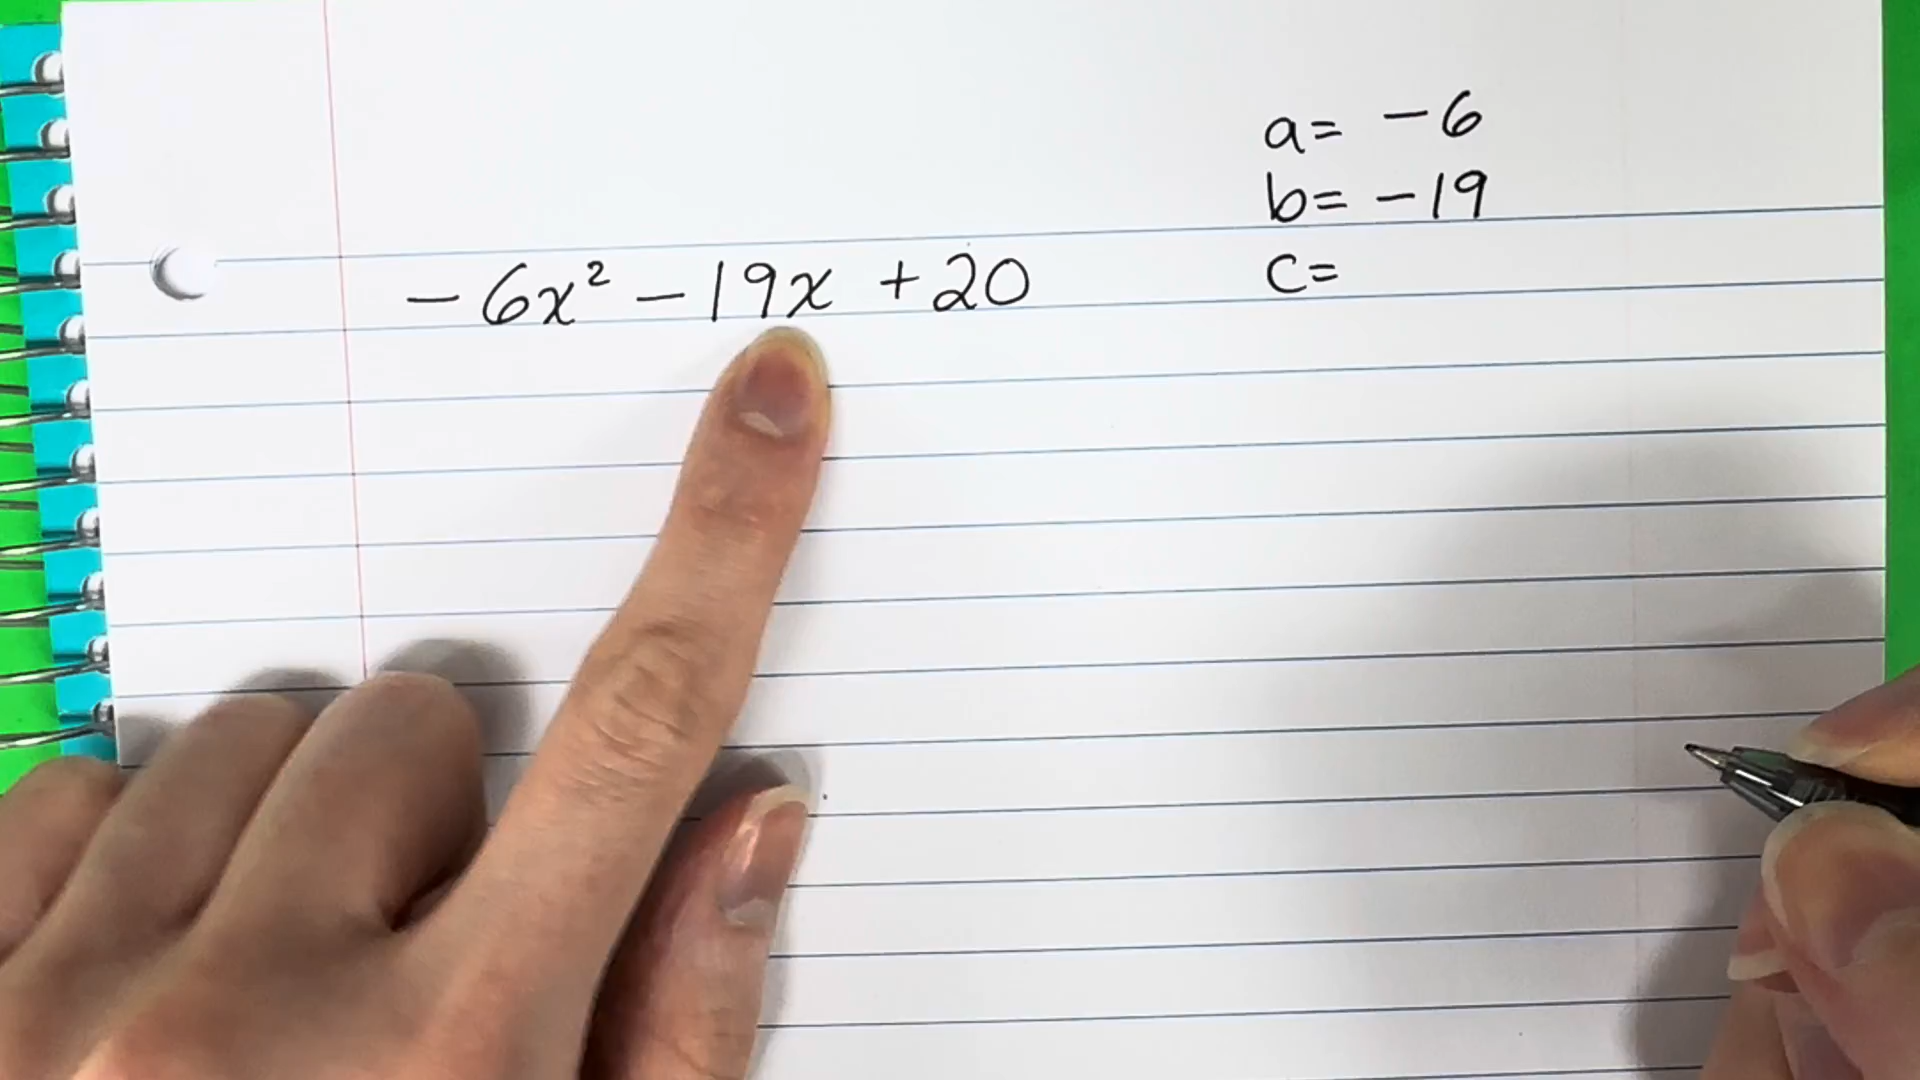 a= -6
b= -19
-6x² -19x +20
c=